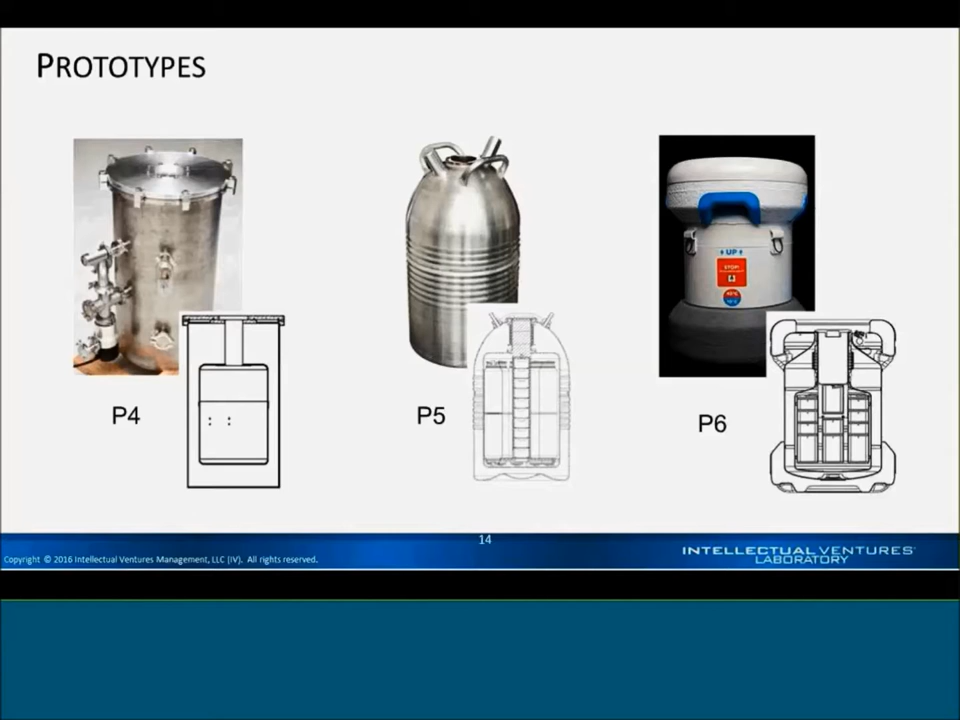 PROTOTYPES
UP
STOP!
P4
P5
P6
14
Copyright © 2016 Intellectual Ventures Management, LLC (IV). All rights reserved.
INTELLECTUAL VENTURES®
LABORATORY